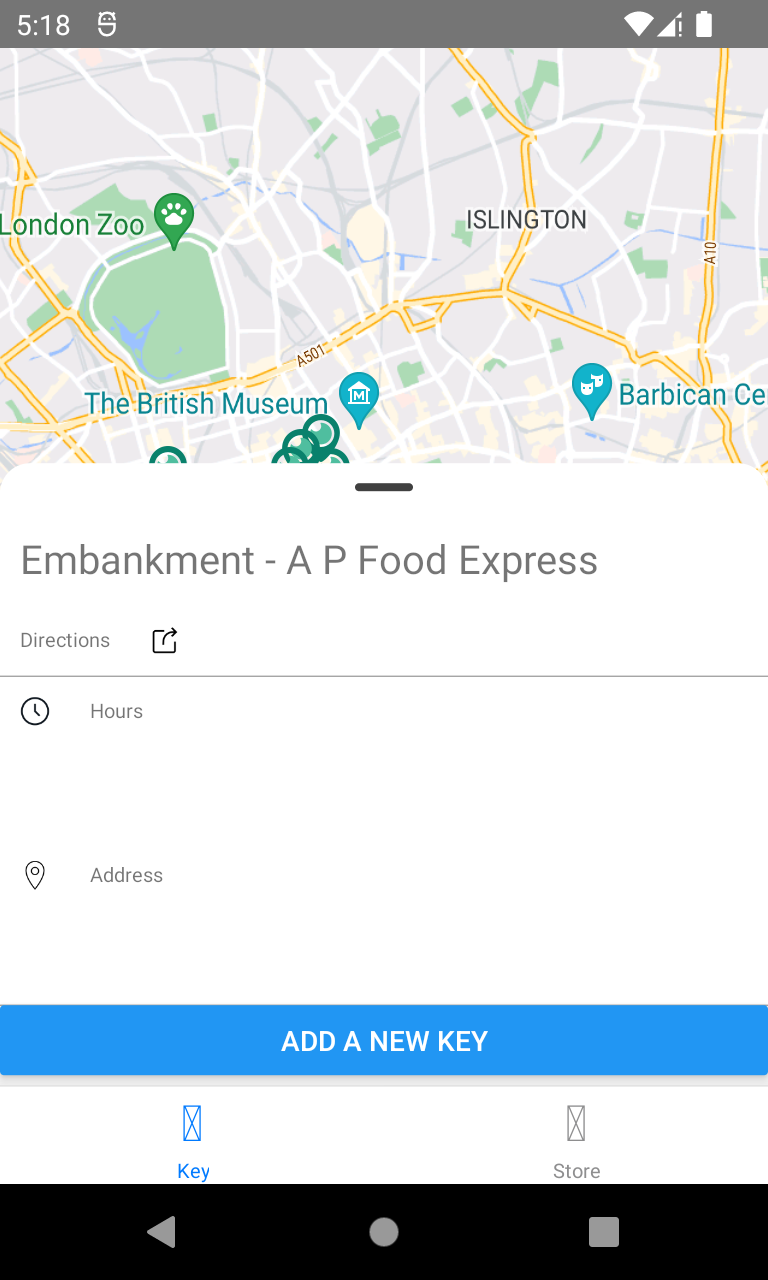 5:18
London Zoo
ISLINGTON
A10
A501
The British Museum
Barbican Ce
Embankment - A P Food Express
Directions
Hours
Address
ADD A NEW KEY
Key
Store